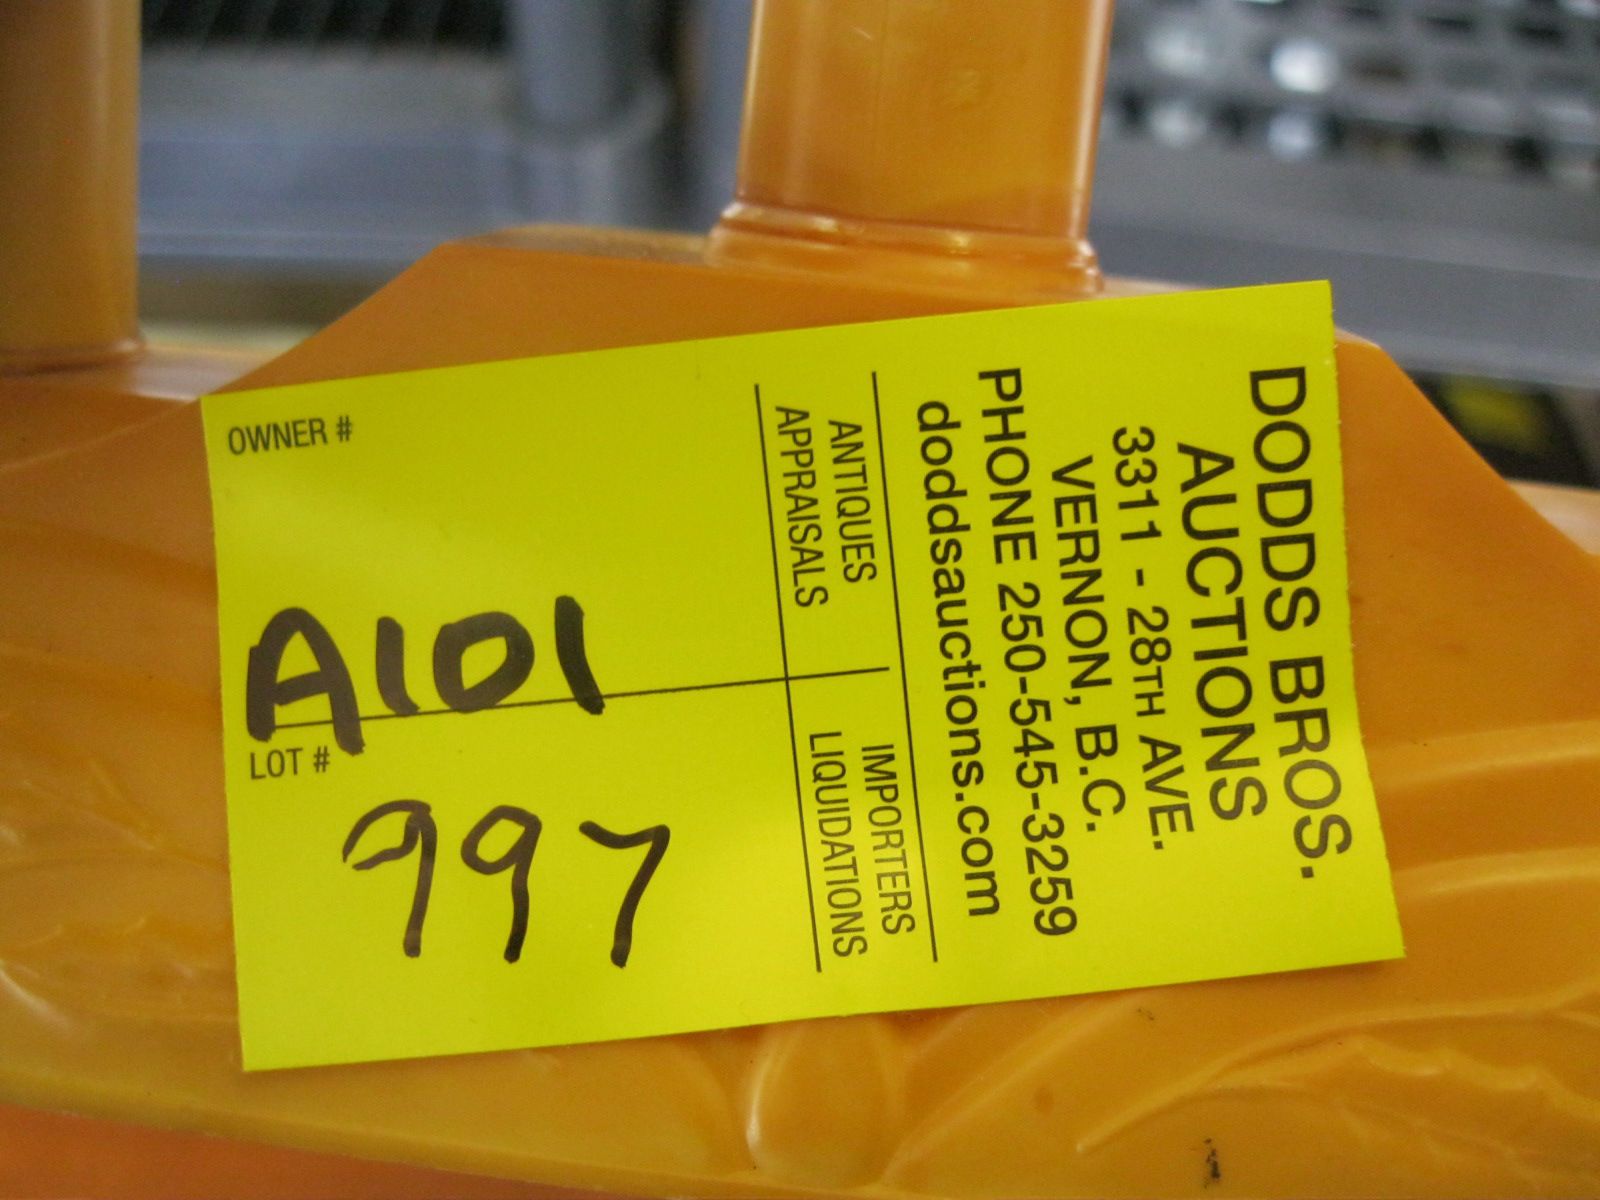 DODDS BROS.
AUCTIONS
3311 - 28TH AVE.
VERNON, B.C.
PHONE 250-545-3259
doddsauctions.com
ANTIQUES
APPRAISALS
IMPORTERS
LIQUIDATIONS
OWNER #
A101
LOT #
997